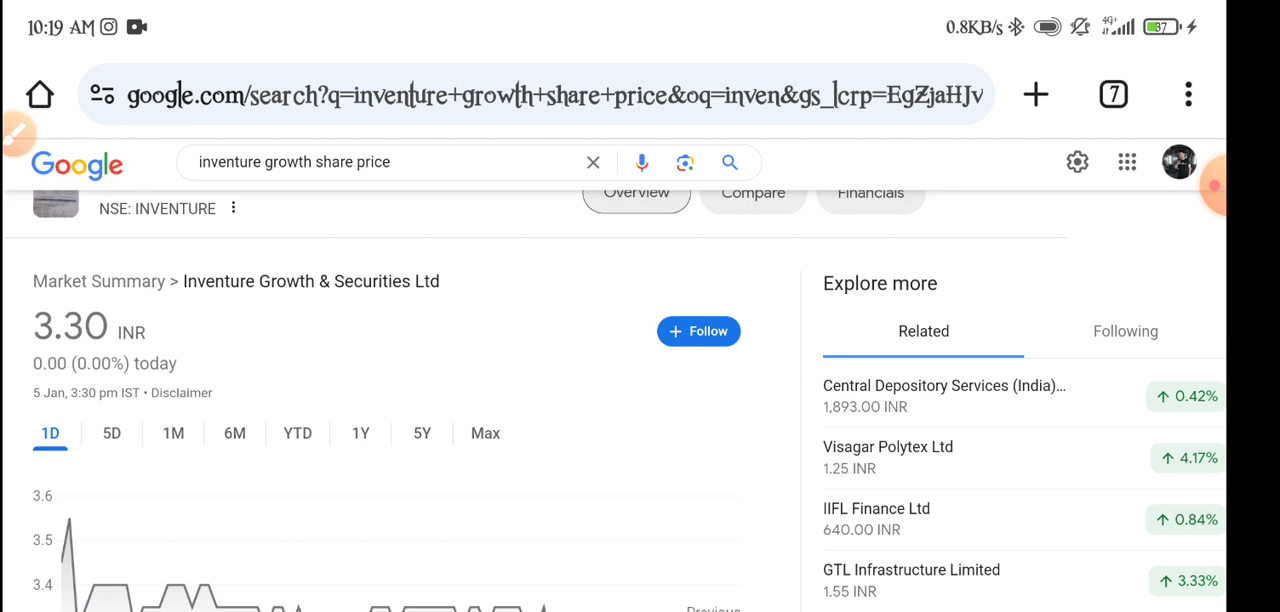 10:19 AM
0.8KB/s 4G+ 37
google.com/search?q=inventure+growth+share+price&oq=inven&gs_lcrp=EgZjaHJv
7
Google
inventure growth share price
NSE: INVENTURE
Overview Compare Financials
Market Summary > Inventure Growth & Securities Ltd
3.30 INR
+ Follow
0.00 (0.00%) today
5 Jan, 3:30 pm IST • Disclaimer
1D 5D 1M 6M YTD 1Y 5Y Max
3.6
3.5
3.4
Previous
Explore more
Related Following
Central Depository Services (India)...
1,893.00 INR
↑ 0.42%
Visagar Polytex Ltd
1.25 INR
↑ 4.17%
IIFL Finance Ltd
640.00 INR
↑ 0.84%
GTL Infrastructure Limited
1.55 INR
↑ 3.33%